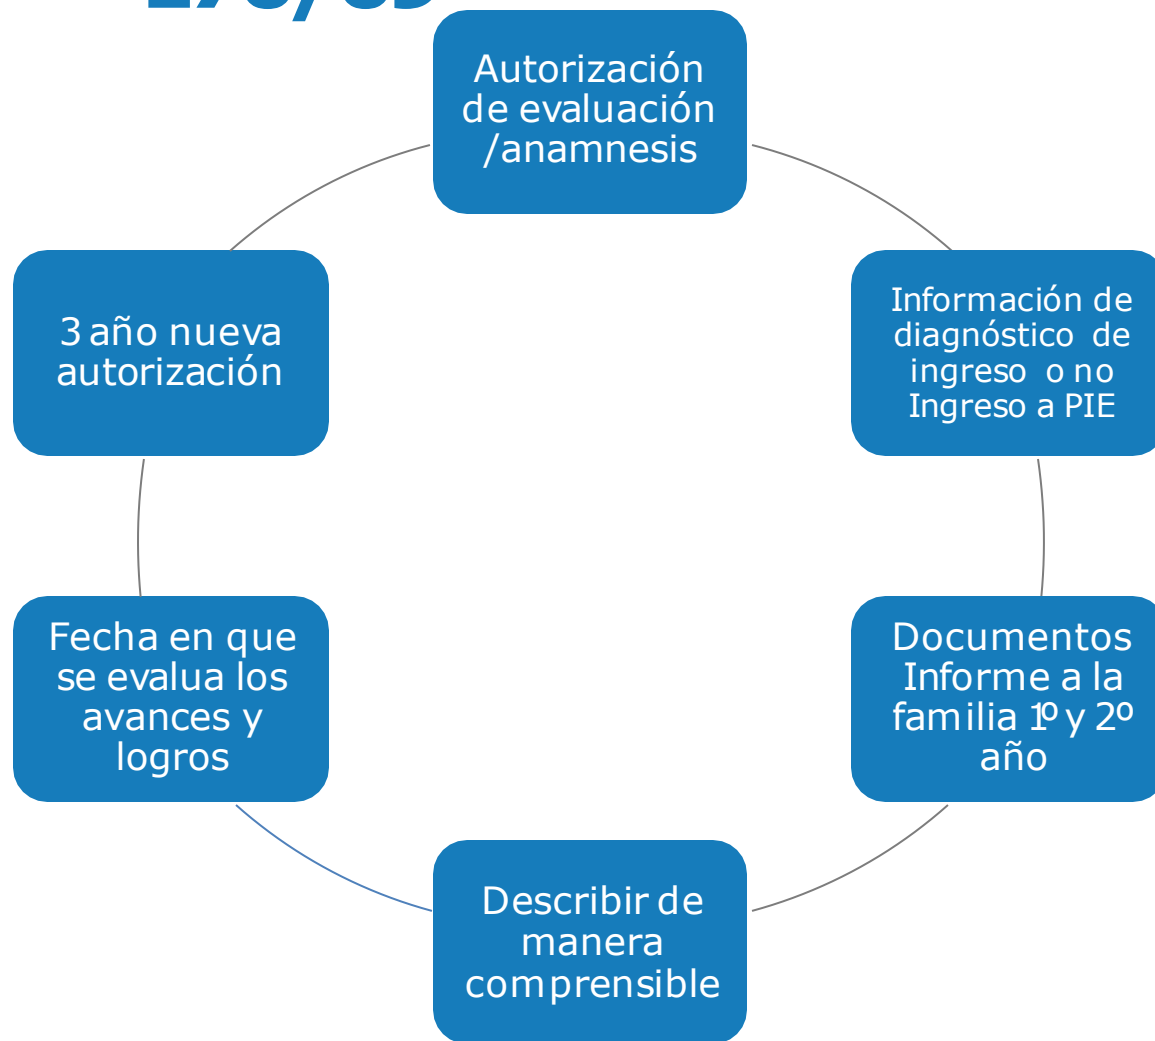 Autorización
de evaluación
/anamnesis
Información de
diagnóstico de
ingreso o no
Ingreso a PIE
Documentos
Informe a la
familia 1º y 2º
año
Describir de
manera
comprensible
Fecha en que
se evalua los
avances y
logros
3 año nueva
autorización